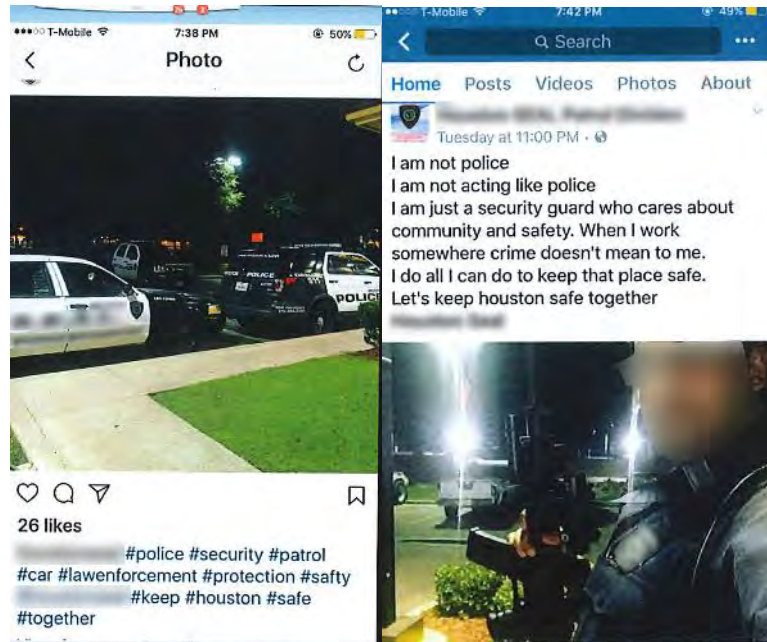 T-Mobile 7:38 PM 50%
Photo
POLICE
POLICE
26 likes
#police #security #patrol
#car #lawenforcement #protection #safty
#keep #houston #safe
#together
T-Mobile 7:42 PM 49%
Search
Home Posts Videos Photos About
Tuesday at 11:00 PM
I am not police
I am not acting like police
I am just a security guard who cares about
community and safety. When I work
somewhere crime doesn't mean to me.
I do all I can do to keep that place safe.
Let's keep houston safe together